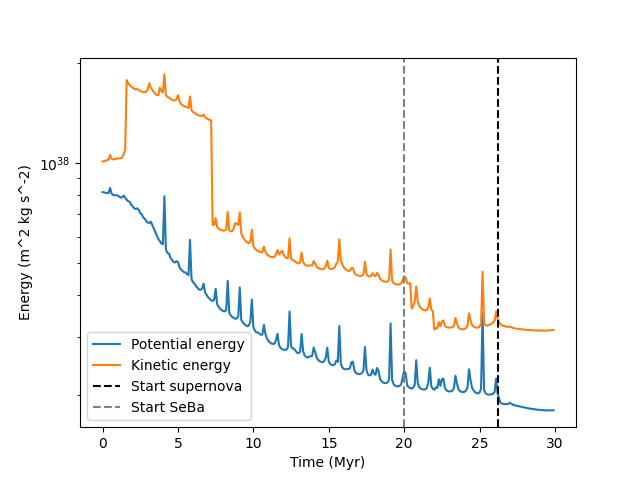 10^38
Energy (m^2 kg s^-2)
Potential energy
Kinetic energy
Start supernova
Start SeBa
0 5 10 15 20 25 30
Time (Myr)